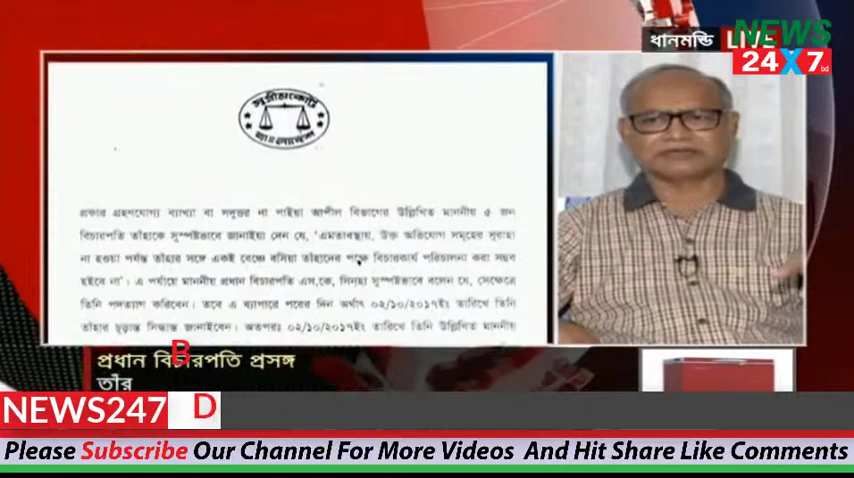 ধানমন্ডি LIVE
NEWS
24X7bd
সুপ্রীমকোর্ট
প্রকার গ্রহণযোগ্য ব্যাখ্যা বা সদুত্তর না পাইয়া আপীল বিভাগের উল্লিখিত মাননীয় ৫ জন
বিচারপতি তাঁহাকে সুস্পষ্টভাবে জানাইয়া দেন যে, 'এমতাবস্থায়, উক্ত অভিযোগ সমূহের সুরাহা
না হওয়া পর্যন্ত তাঁহার সঙ্গে একই বেঞ্চে বসিয়া তাঁহাদের পক্ষে বিচারকার্য পরিচালনা করা সম্ভব
হইবে না'। এ পর্যায়ে মাননীয় প্রধান বিচারপতি এস,কে, সিনহা সুস্পষ্টভাবে বলেন যে, সেক্ষেত্রে
তিনি পদত্যাগ করিবেন। তবে এ ব্যাপারে পরের দিন অর্থাৎ ০২/১০/২০১৭ইং তারিখে তিনি
তাঁহার চূড়ান্ত সিদ্ধান্ত জানাইবেন। অতপরঃ ০২/১০/২০১৭ইং তারিখে তিনি উল্লিখিত মাননীয়
প্রধান বিচারপতি প্রসঙ্গ
B
তাঁর
NEWS247 D
Please Subscribe Our Channel For More Videos And Hit Share Like Comments